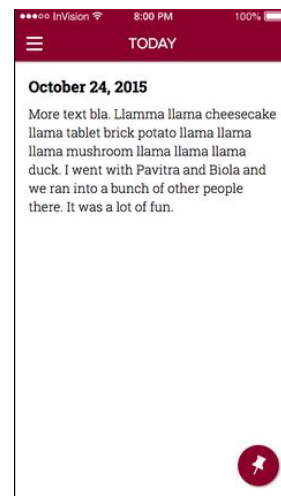 InVision 8:00 PM 100%
TODAY
October 24, 2015
More text bla. Llamma llama cheesecake
llama tablet brick potato llama llama
llama mushroom llama llama llama
duck. I went with Pavitra and Biola and
we ran into a bunch of other people
there. It was a lot of fun.